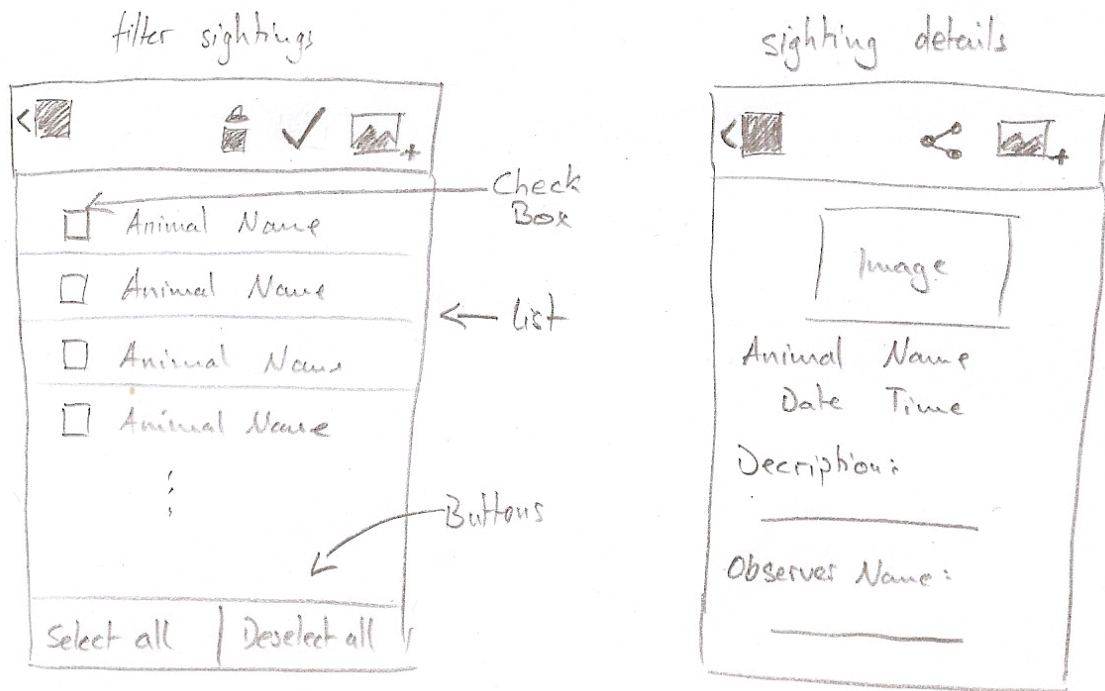 filter sightings
Check
Box
Animal Name
Animal Name
list
Animal Name
Animal Name
Buttons
Select all
Deselect all
sighting details
Image
Animal Name
Date Time
Decription:
Observer Name: